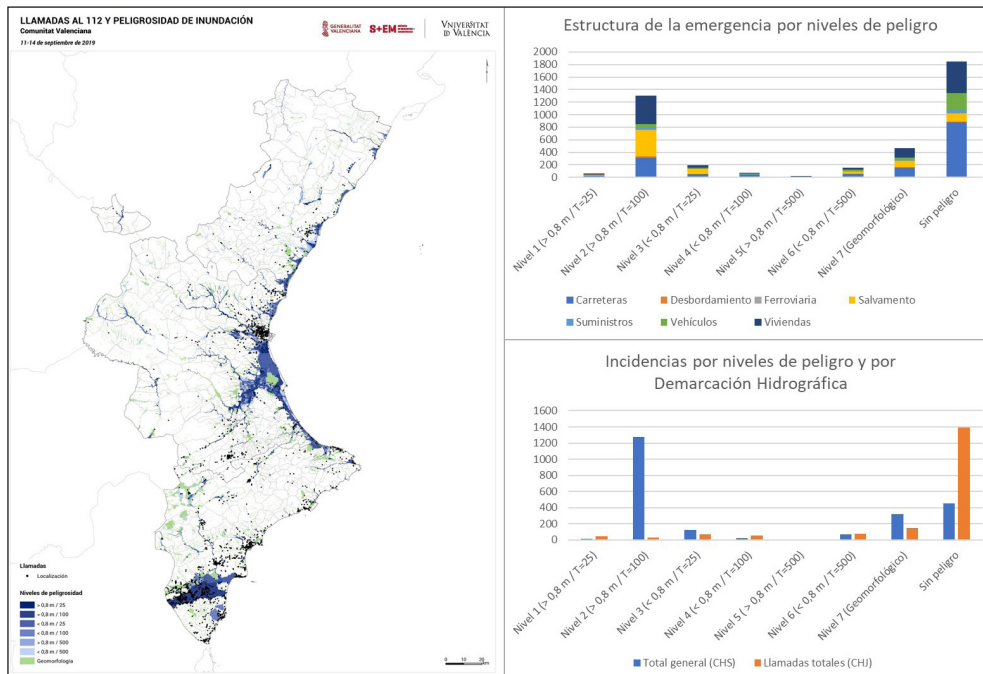 LLAMADAS AL 112 Y PELIGROSIDAD DE INUNDACIÓN
Comunitat Valenciana
11-14 de septiembre de 2019
GENERALITAT
VALENCIANA
S+EM
VNIVERSITAT
ID VALÈNCIA
Llamadas
Localización
Niveles de peligrosidad
= 0,8 m / 25
= 0,8 m / 100
= 0,8 m / 25
< 0,8 m / 100
= 0,8 m / 500
< 0,8 m / 500
Geomorfología
0 10 20
km
Estructura de la emergencia por niveles de peligro
2000
1800
1600
1400
1200
1000
800
600
400
200
0
Nivel 1 (> 0,8 m / T=25)
Nivel 2 (> 0,8 m / T=100)
Nivel 3 (< 0,8 m / T=25)
Nivel 4 (< 0,8 m / T=100)
Nivel 5( > 0,8 m / T=500)
Nivel 6 (< 0,8 m / T=500)
Nivel 7 (Geomorfológico)
Sin peligro
Carreteras
Desbordamiento
Ferroviaria
Salvamento
Suministros
Vehículos
Viviendas
Incidencias por niveles de peligro y por
Demarcación Hidrográfica
1600
1400
1200
1000
800
600
400
200
0
Nivel 1 (> 0,8 m / T=25)
Nivel 2 (> 0,8 m / T=100)
Nivel 3 (< 0,8 m / T=25)
Nivel 4 (< 0,8 m / T=100)
Nivel 5 (> 0,8 m / T=500)
Nivel 6 (< 0,8 m / T=500)
Nivel 7 (Geomorfológico)
Sin peligro
Total general (CHS)
Llamadas totales (CHJ)